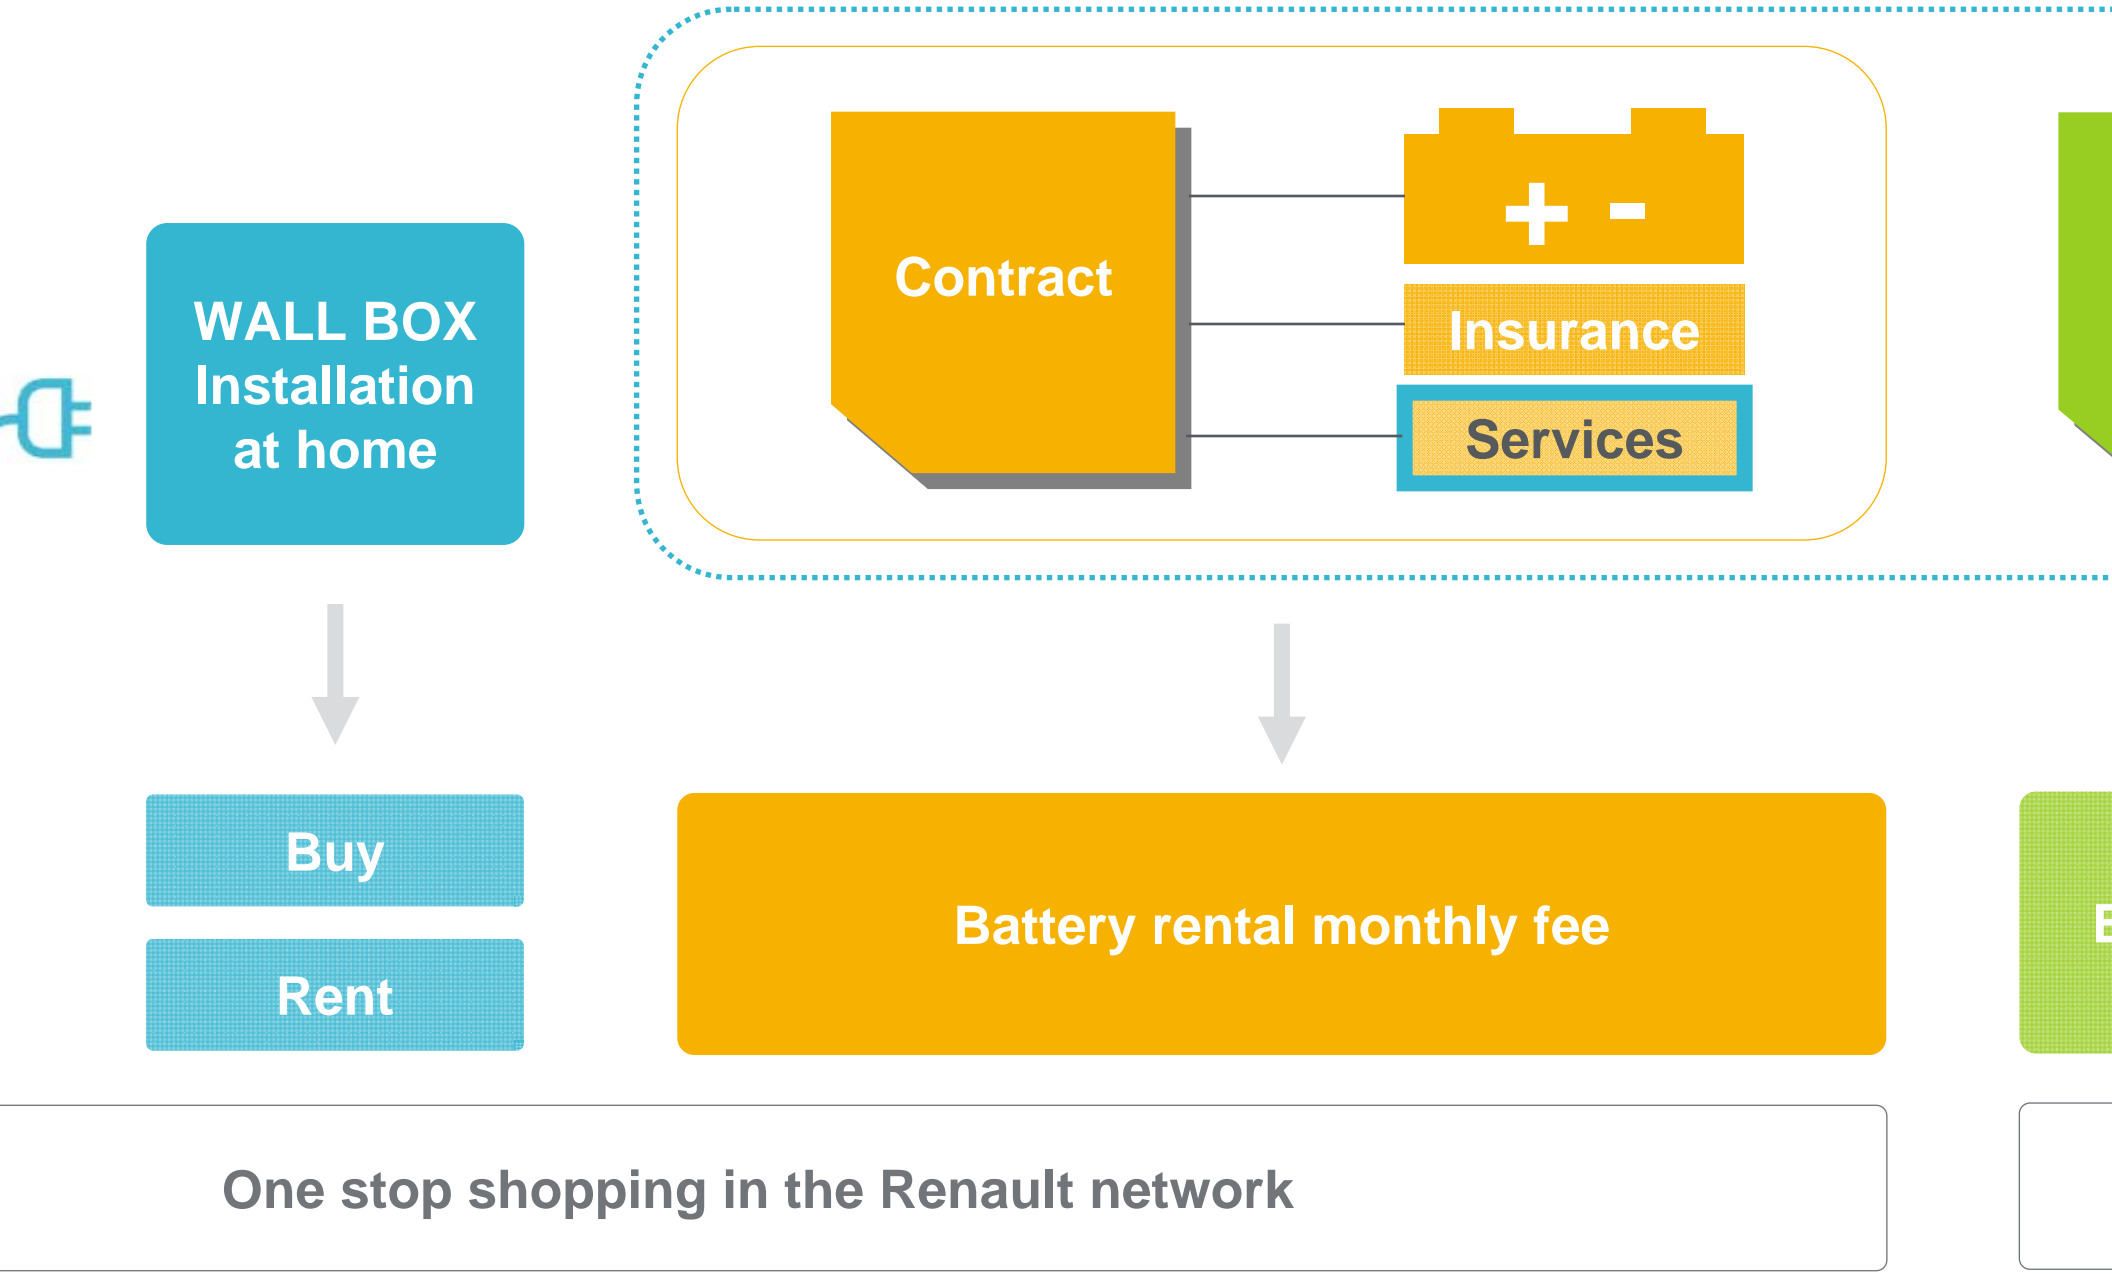 WALL BOX
Installation
at home
Contract
+ -
Insurance
Services
Buy
Rent
Battery rental monthly fee
One stop shopping in the Renault network